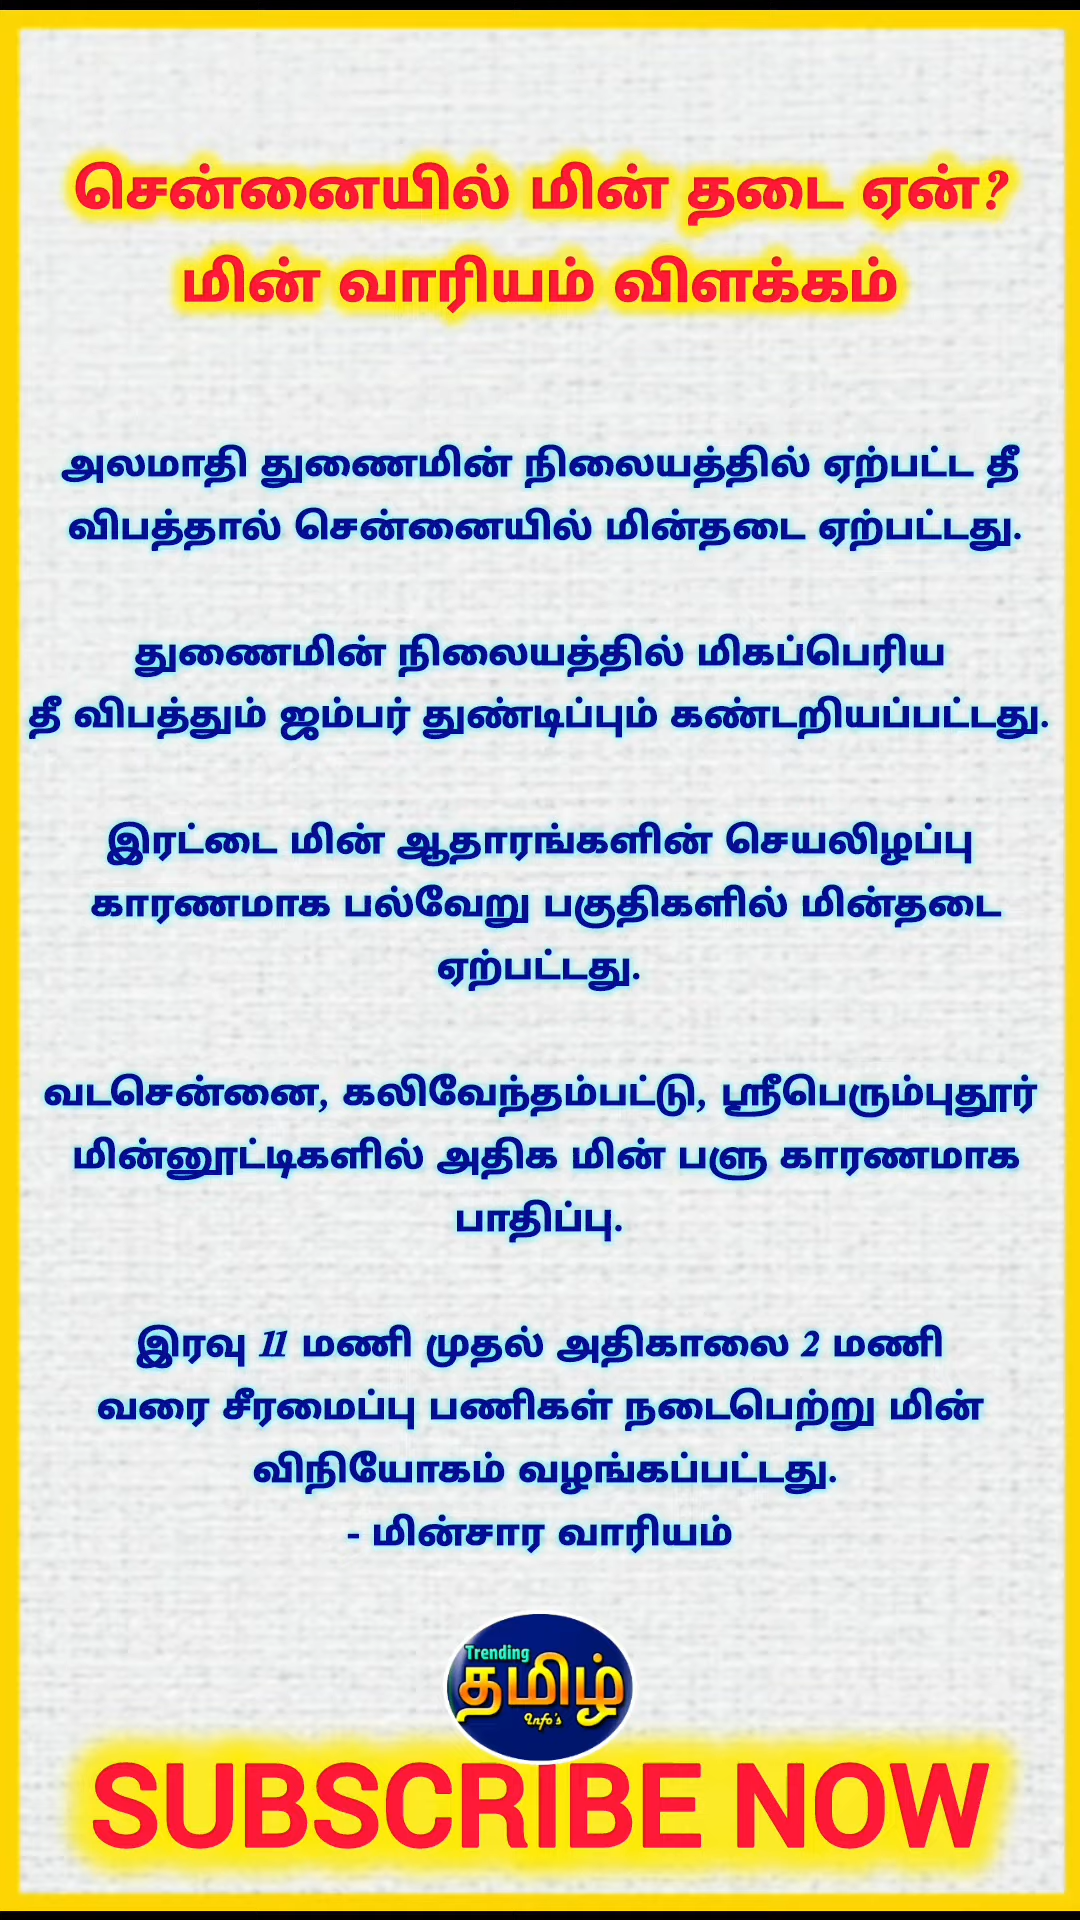 சென்னையில் மின் தடை ஏன்?
மின் வாரியம் விளக்கம்
அலமாதி துணைமின் நிலையத்தில் ஏற்பட்ட தீ
விபத்தால் சென்னையில் மின்தடை ஏற்பட்டது.
துணைமின் நிலையத்தில் மிகப்பெரிய
தீ விபத்தும் ஜம்பர் துண்டிப்பும் கண்டறியப்பட்டது.
இரட்டை மின் ஆதாரங்களின் செயலிழப்பு
காரணமாக பல்வேறு பகுதிகளில் மின்தடை
ஏற்பட்டது.
வடசென்னை, கலிவேந்தம்பட்டு, ஸ்ரீபெரும்புதூர்
மின்னூட்டிகளில் அதிக மின் பளு காரணமாக
பாதிப்பு.
இரவு 11 மணி முதல் அதிகாலை 2 மணி
வரை சீரமைப்பு பணிகள் நடைபெற்று மின்
விநியோகம் வழங்கப்பட்டது.
- மின்சார வாரியம்
Trending
தமிழ்
Info's
SUBSCRIBE NOW